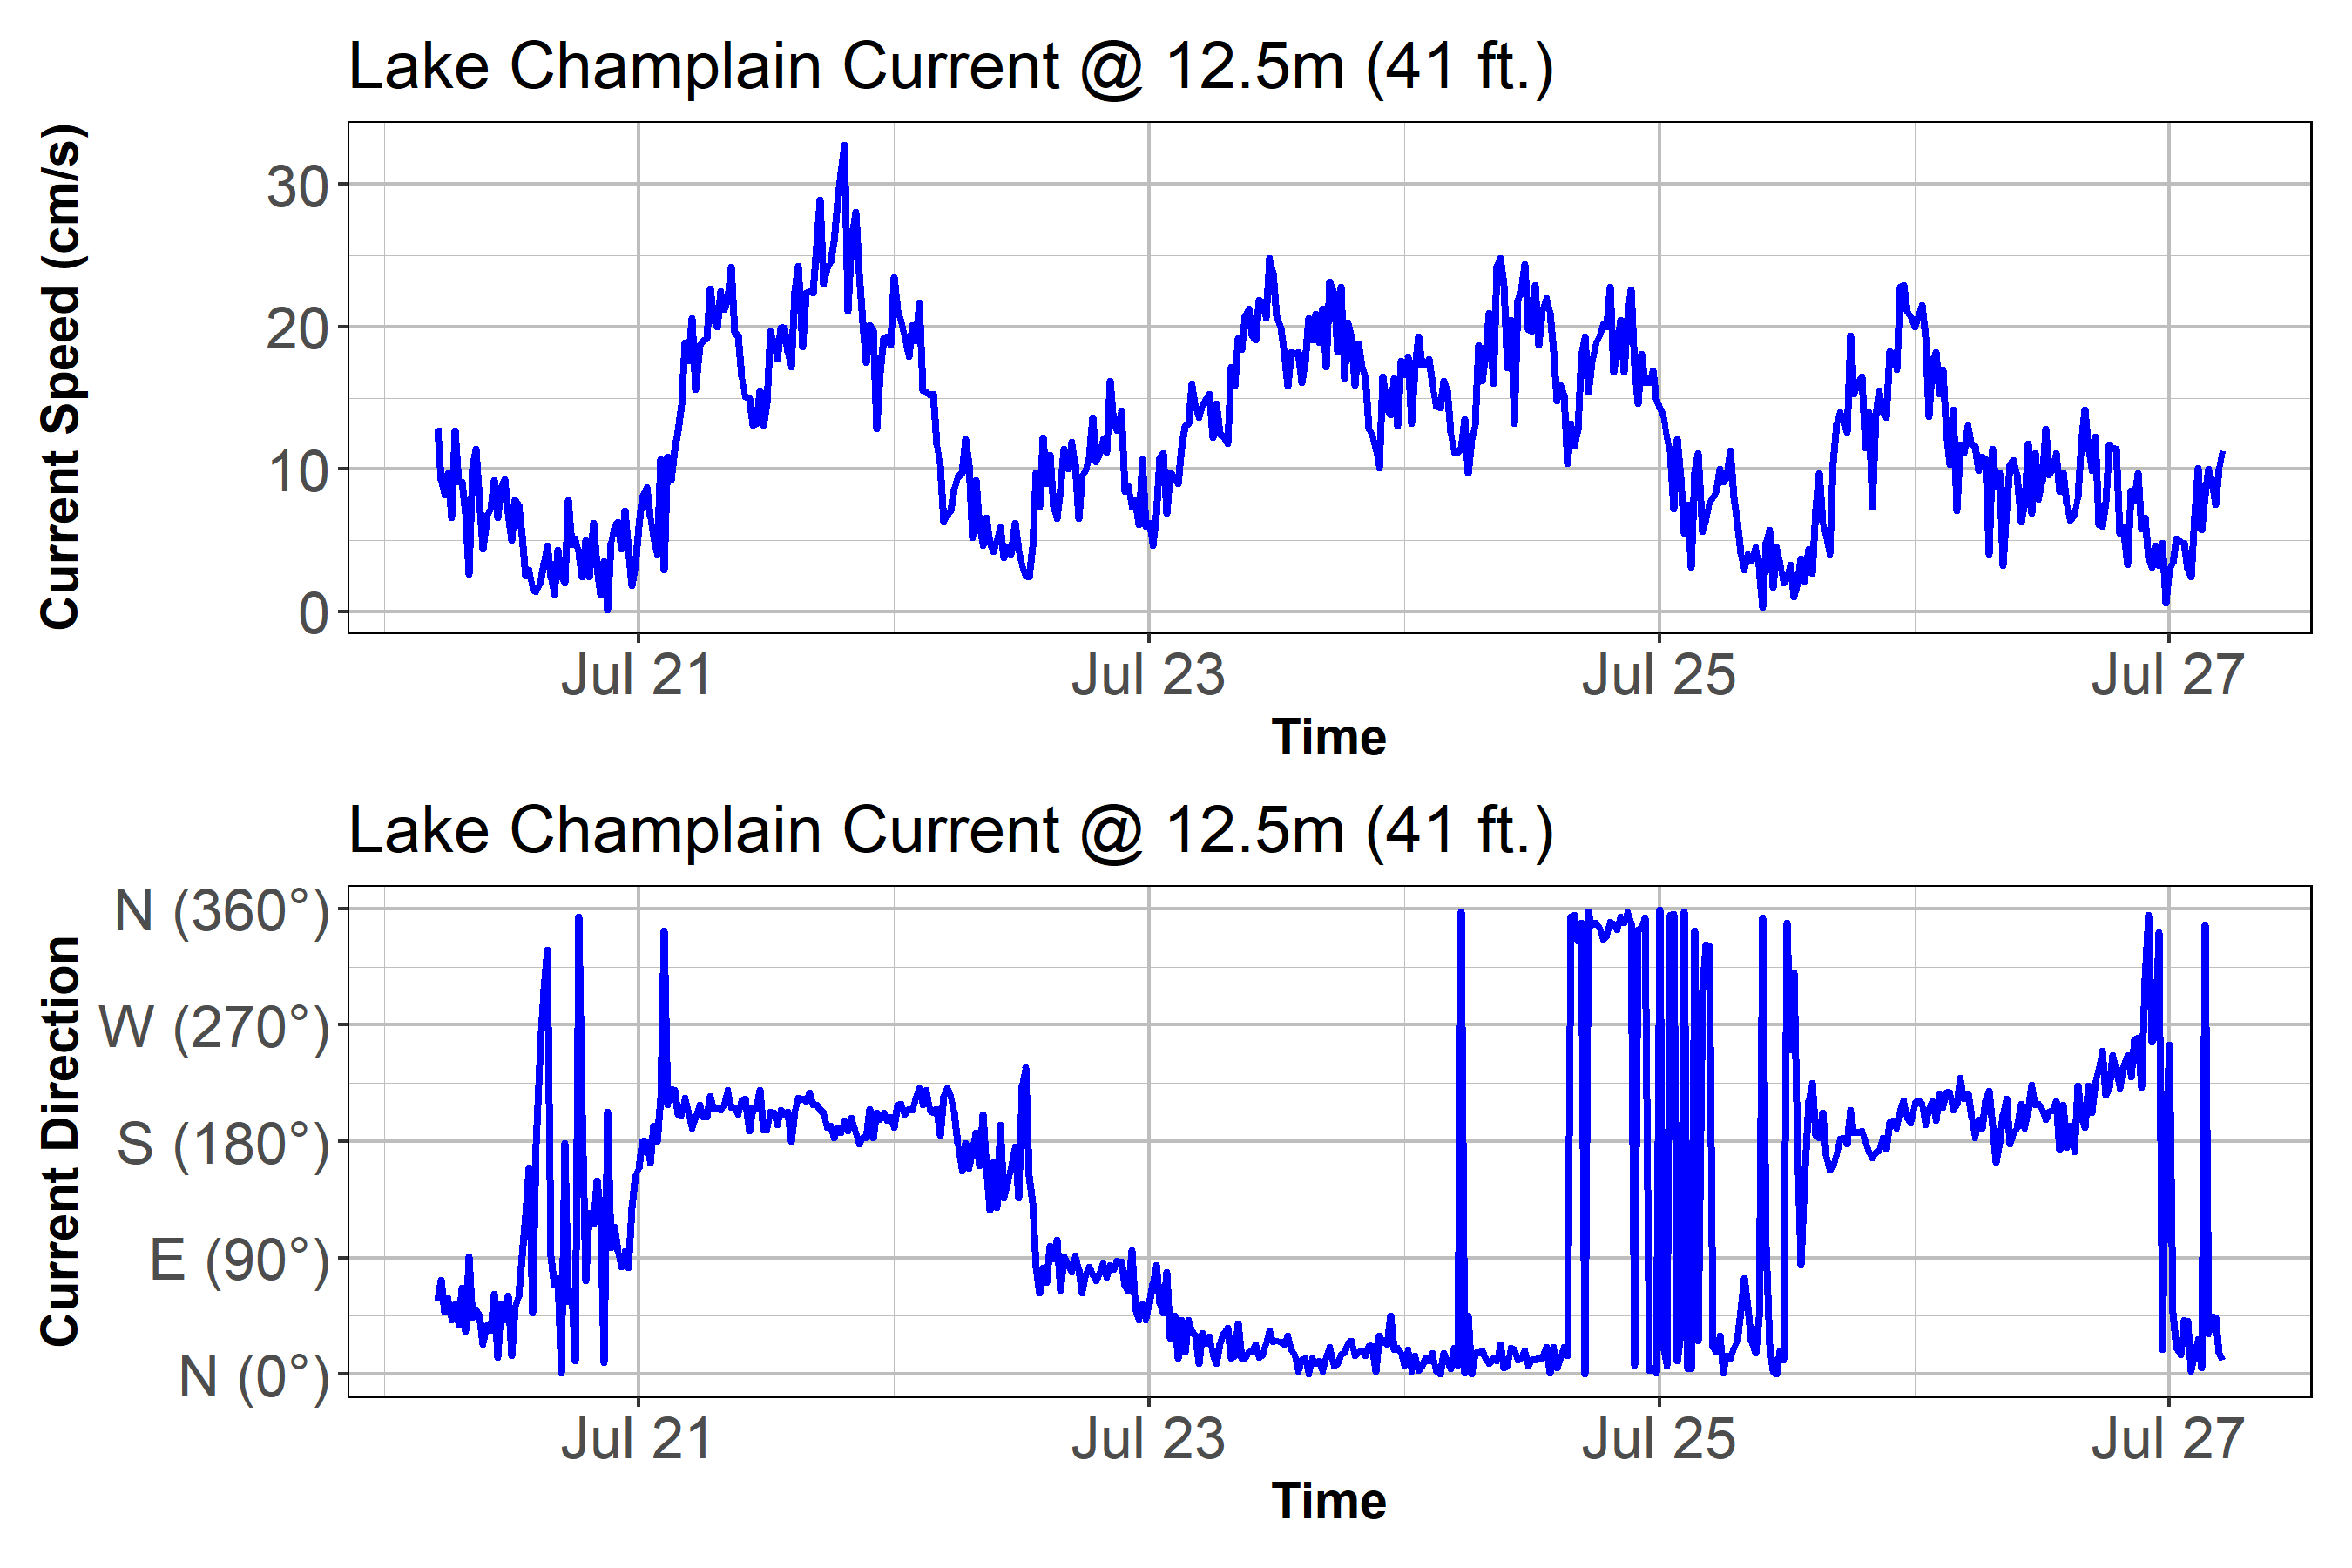 Lake Champlain Current @ 12.5m (41 ft.)
Current Speed (cm/s)
30
20
10
0
Jul 21 Jul 23 Jul 25 Jul 27
Time
Lake Champlain Current @ 12.5m (41 ft.)
Current Direction
N (360°)
W (270°)
S (180°)
E (90°)
N (0°)
Jul 21 Jul 23 Jul 25 Jul 27
Time